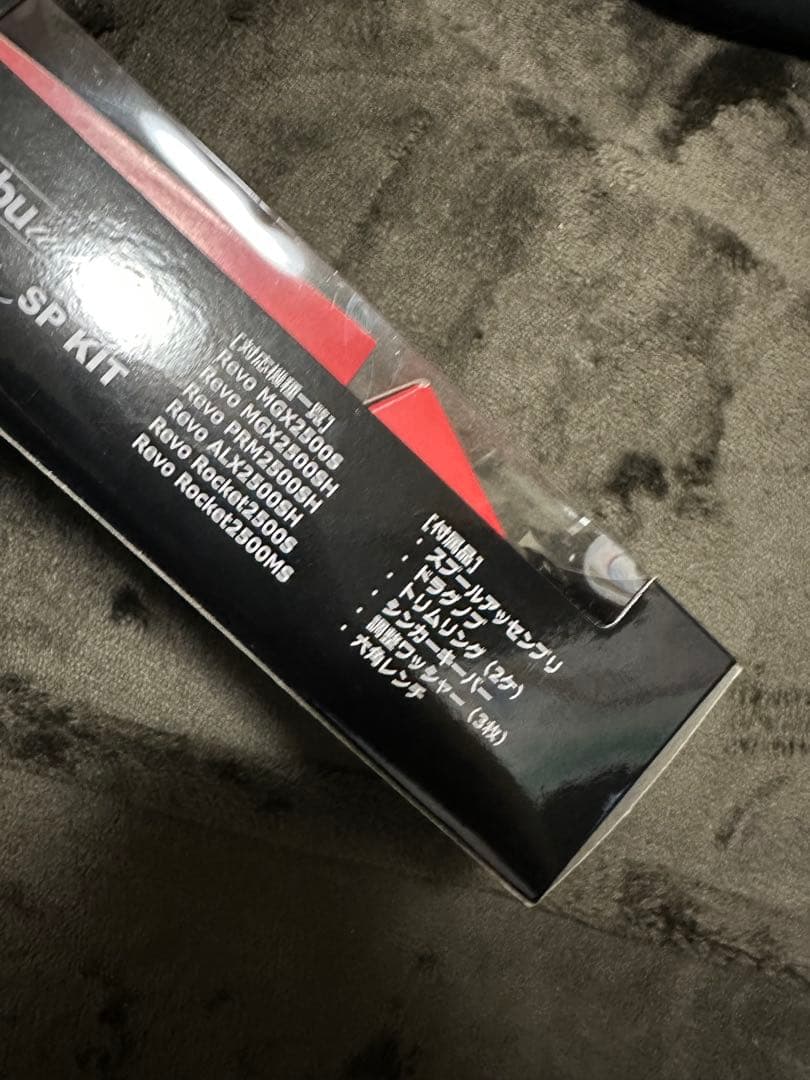 SP KIT
[対応機種一覧]
Revo MGX2500S
Revo MGX2500SH
Revo PRM2500SH
Revo ALX2500SH
Revo Rocket2500S
Revo Rocket2500MS
[付属品]
・スプールアッセンブリ
・ドラグノブ
・トリムリング (2ケ)
・シンカーキーパー
・調整ワッシャー (3枚)
・六角レンチ